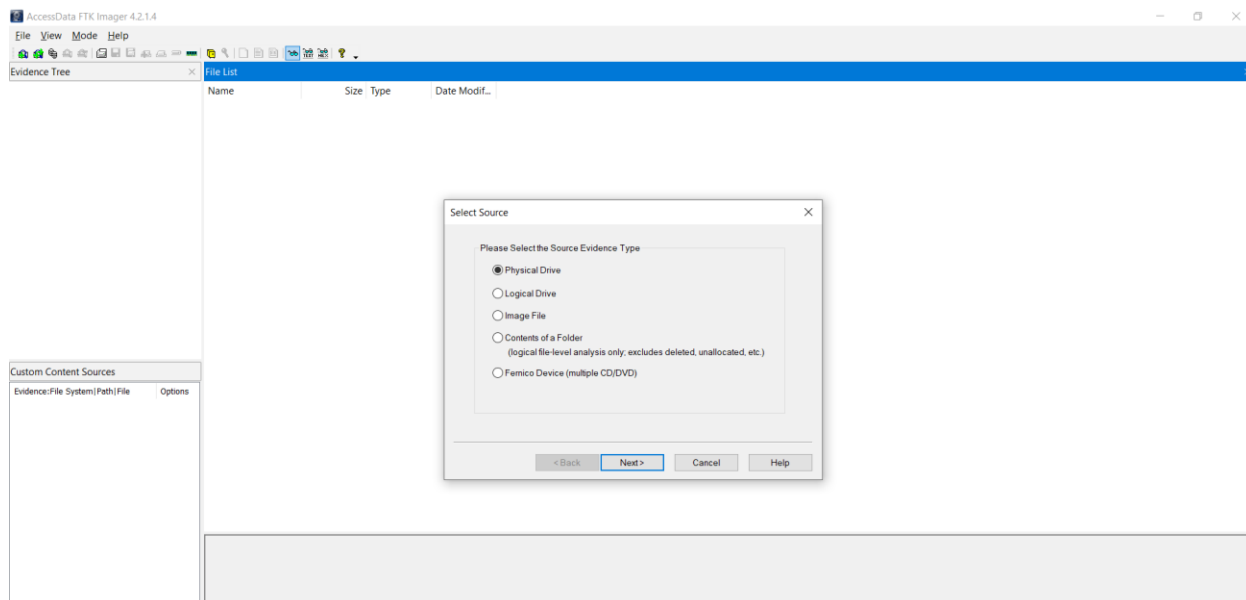 AccessData FTK Imager 4.2.1.4
File View Mode Help
Evidence Tree
File List
Name Size Type Date Modif...
Select Source
Please Select the Source Evidence Type
Physical Drive
Logical Drive
Image File
Contents of a Folder
(logical file-level analysis only; excludes deleted, unallocated, etc.)
Fernico Device (multiple CD/DVD)
< Back Next > Cancel Help
Custom Content Sources
Evidence:File System|Path|File Options